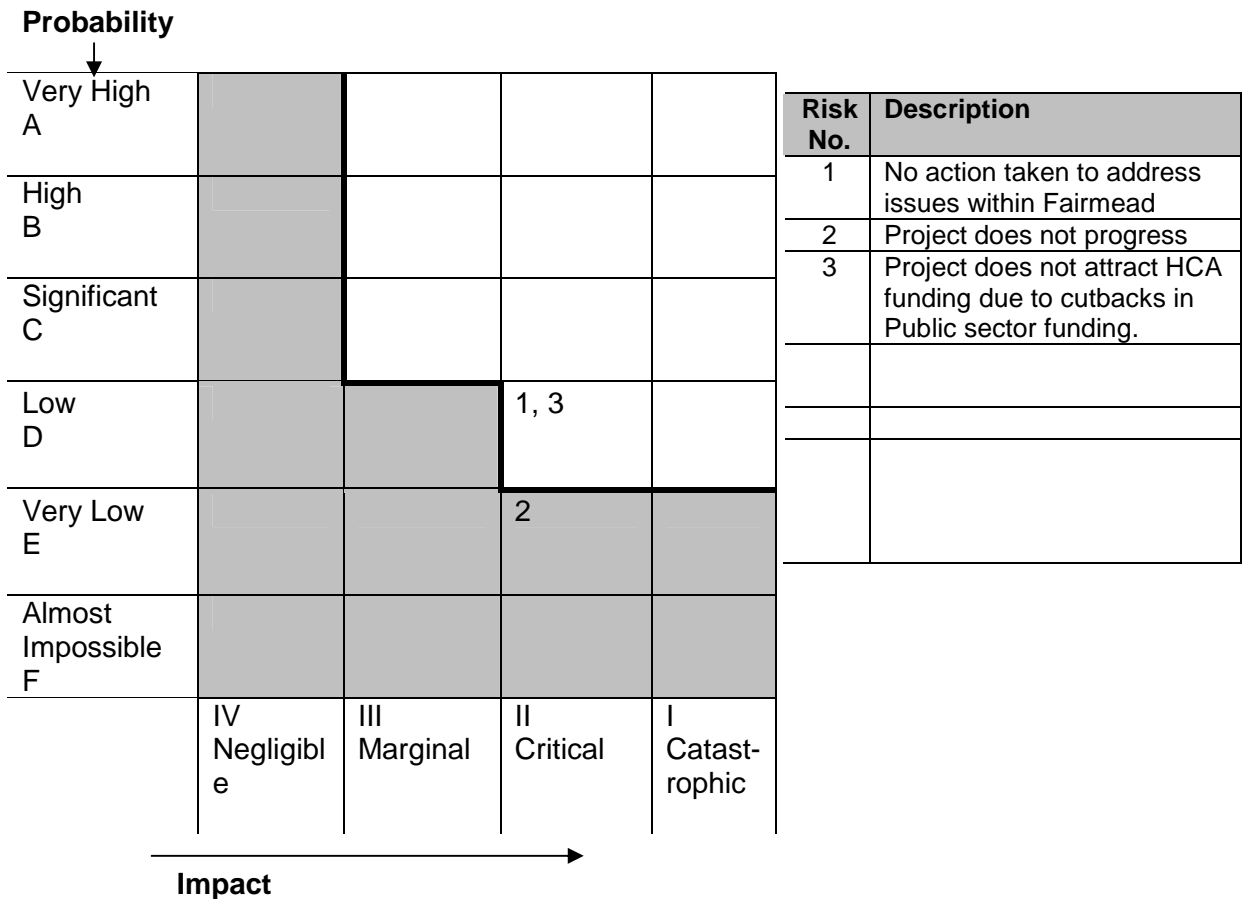 Probability
Very High
A
High
B
Significant
C
Low
D
1, 3
Very Low
E
2
Almost
Impossible
F
IV
Negligibl
e
III
Marginal
II
Critical
I
Catast-
rophic
Impact
Risk
No.
Description
1
No action taken to address
issues within Fairmead
2
Project does not progress
3
Project does not attract HCA
funding due to cutbacks in
Public sector funding.